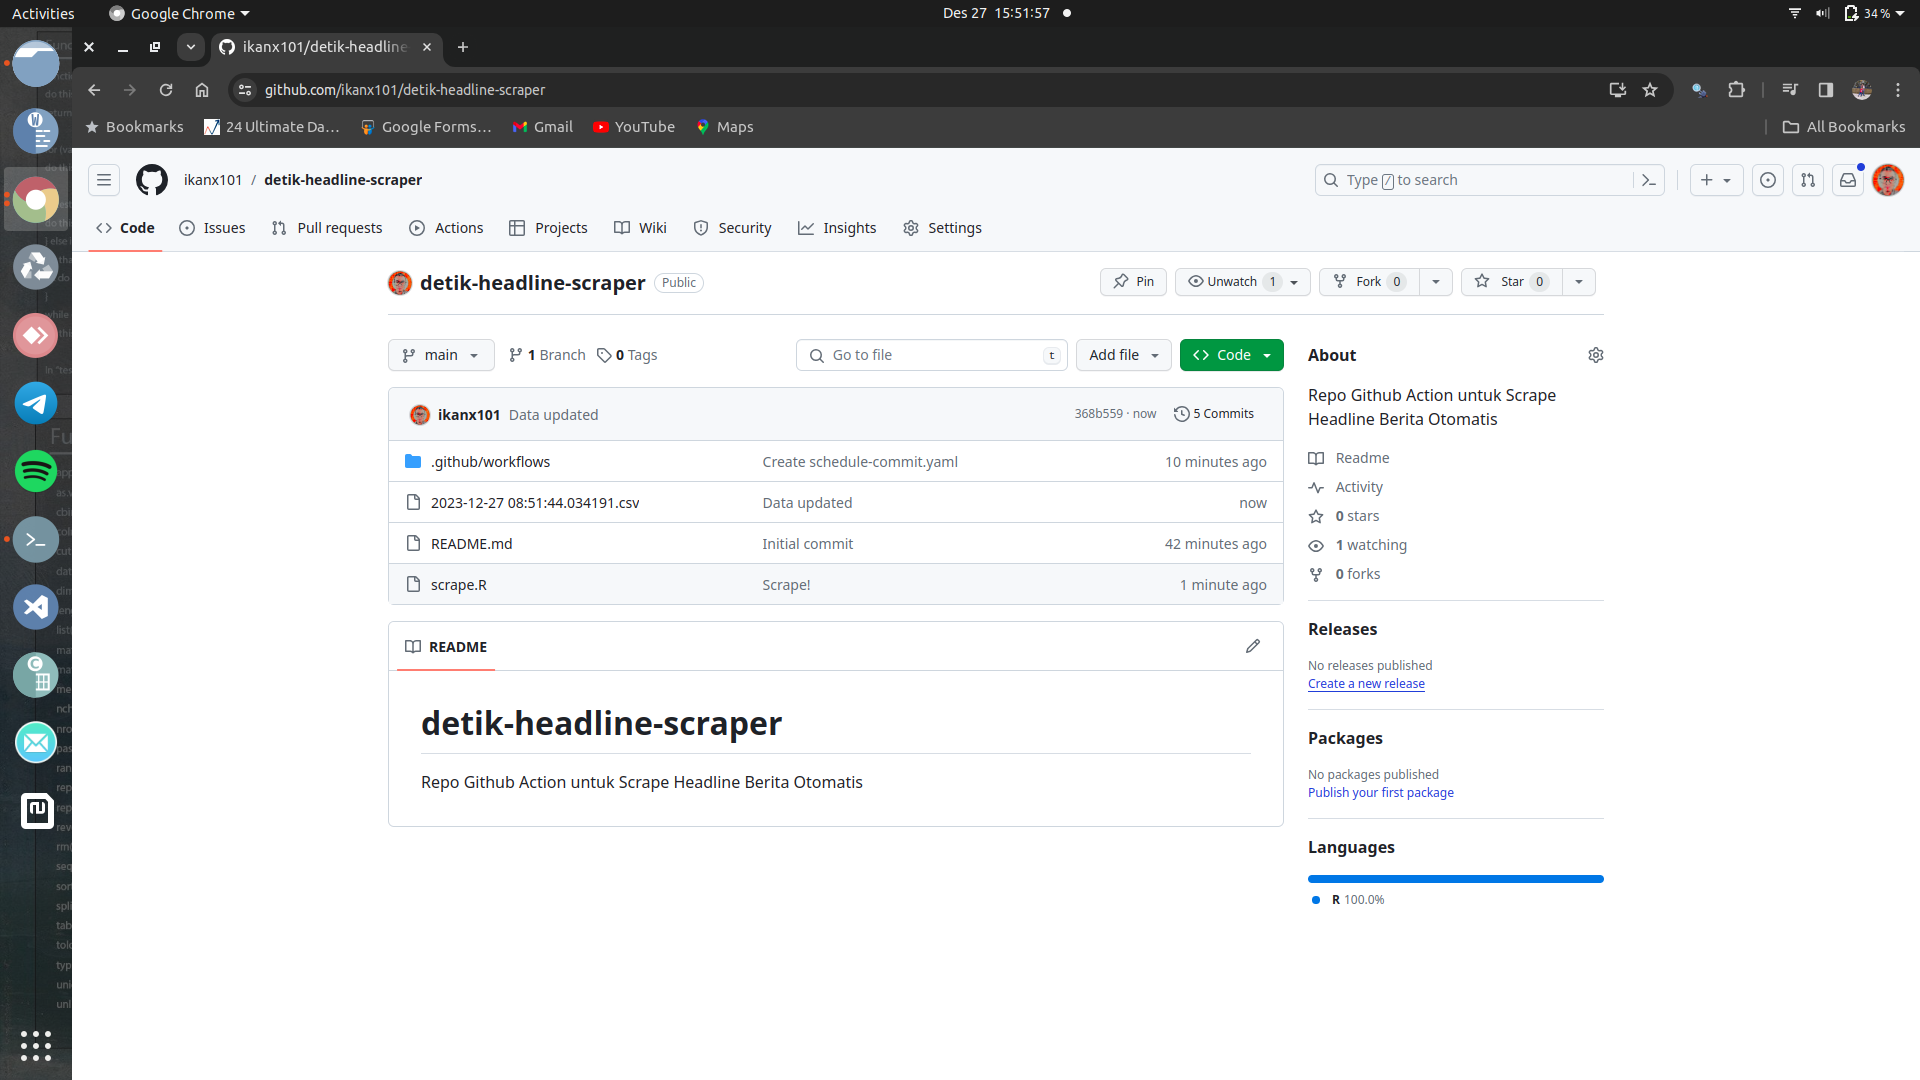 Activities
Google Chrome
Des 27 15:51:57
34 %
ikanx101/detik-headline-
github.com/ikanx101/detik-headline-scraper
Bookmarks
24 Ultimate Da...
Google Forms...
Gmail
YouTube
Maps
All Bookmarks
ikanx101 / detik-headline-scraper
Type / to search
Code
Issues
Pull requests
Actions
Projects
Wiki
Security
Insights
Settings
detik-headline-scraper
Public
Pin
Unwatch 1
Fork 0
Star 0
main
1 Branch
0 Tags
Go to file
t
Add file
Code
ikanx101 Data updated
368b559 · now
5 Commits
.github/workflows
Create schedule-commit.yaml
10 minutes ago
2023-12-27 08:51:44.034191.csv
Data updated
now
README.md
Initial commit
42 minutes ago
scrape.R
Scrape!
1 minute ago
README
detik-headline-scraper
Repo Github Action untuk Scrape Headline Berita Otomatis
About
Repo Github Action untuk Scrape
Headline Berita Otomatis
Readme
Activity
0 stars
1 watching
0 forks
Releases
No releases published
Create a new release
Packages
No packages published
Publish your first package
Languages
R 100.0%